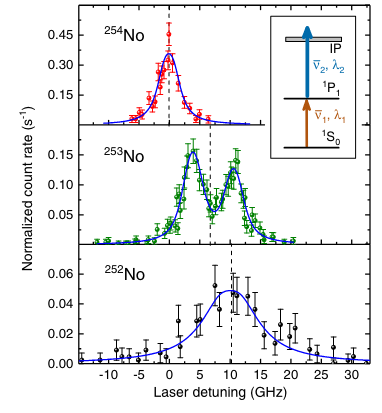 ²⁵⁴No
0.45
0.30
0.15
IP
ν̅₂, λ₂
¹P₁
ν̅₁, λ₁
¹S₀
²⁵³No
0.15
0.10
0.05
Normalized count rate (s⁻¹)
²⁵²No
0.06
0.04
0.02
0.00
-10 -5 0 5 10 15 20 25 30
Laser detuning (GHz)